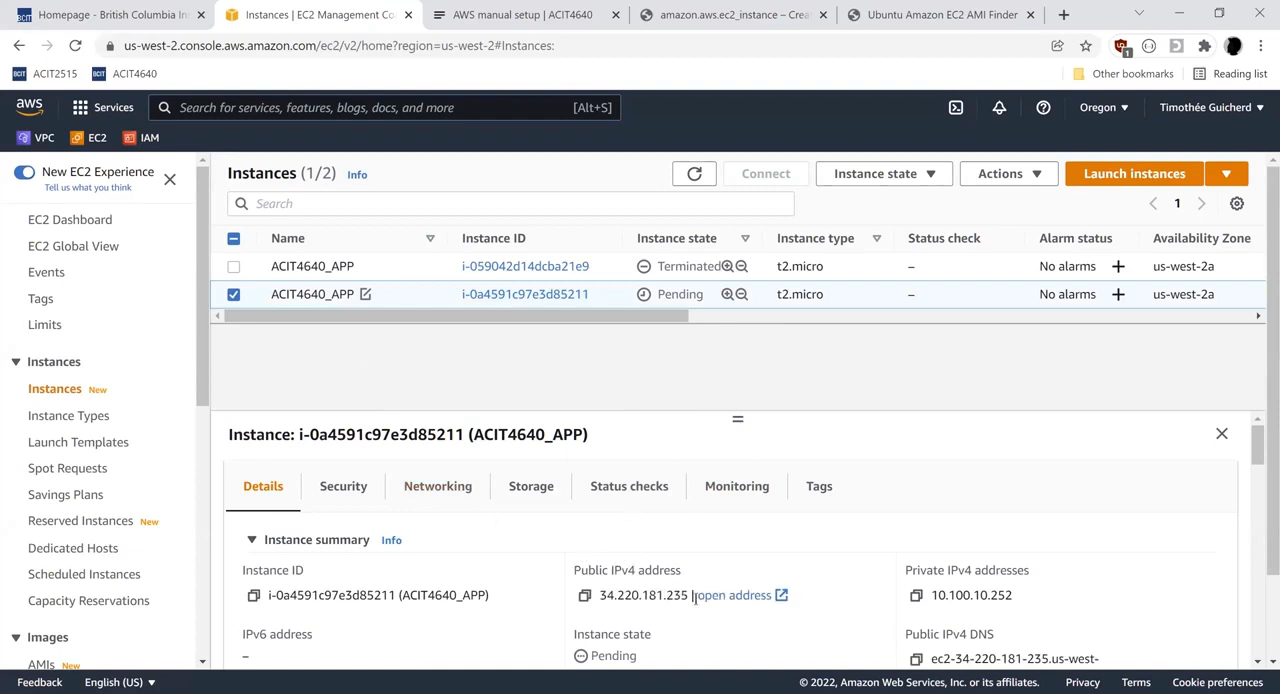 Homepage - British Columbia In
Instances | EC2 Management Co
AWS manual setup | ACIT4640
amazon.aws.ec2_instance – Crea
Ubuntu Amazon EC2 AMI Finder
us-west-2.console.aws.amazon.com/ec2/v2/home?region=us-west-2#Instances:
1
BCIT ACIT2515
BCIT ACIT4640
Other bookmarks
Reading list
aws
Services
Search for services, features, blogs, docs, and more [Alt+S]
Oregon
Timothée Guicherd
VPC
EC2
IAM
New EC2 Experience
Tell us what you think
EC2 Dashboard
EC2 Global View
Events
Tags
Limits
Instances
Instances New
Instance Types
Launch Templates
Spot Requests
Savings Plans
Reserved Instances New
Dedicated Hosts
Scheduled Instances
Capacity Reservations
Images
AMIs New
Instances (1/2) Info
Connect
Instance state
Actions
Launch instances
Search
1
Name Instance ID Instance state Instance type Status check Alarm status Availability Zone
ACIT4640_APP i-059042d14dcba21e9 Terminated t2.micro – No alarms + us-west-2a
ACIT4640_APP i-0a4591c97e3d85211 Pending t2.micro – No alarms + us-west-2a
Instance: i-0a4591c97e3d85211 (ACIT4640_APP)
Details Security Networking Storage Status checks Monitoring Tags
Instance summary Info
Instance ID
i-0a4591c97e3d85211 (ACIT4640_APP)
Public IPv4 address
34.220.181.235 |open address
Private IPv4 addresses
10.100.10.252
IPv6 address
–
Instance state
Pending
Public IPv4 DNS
ec2-34-220-181-235.us-west-
Feedback English (US) © 2022, Amazon Web Services, Inc. or its affiliates. Privacy Terms Cookie preferences